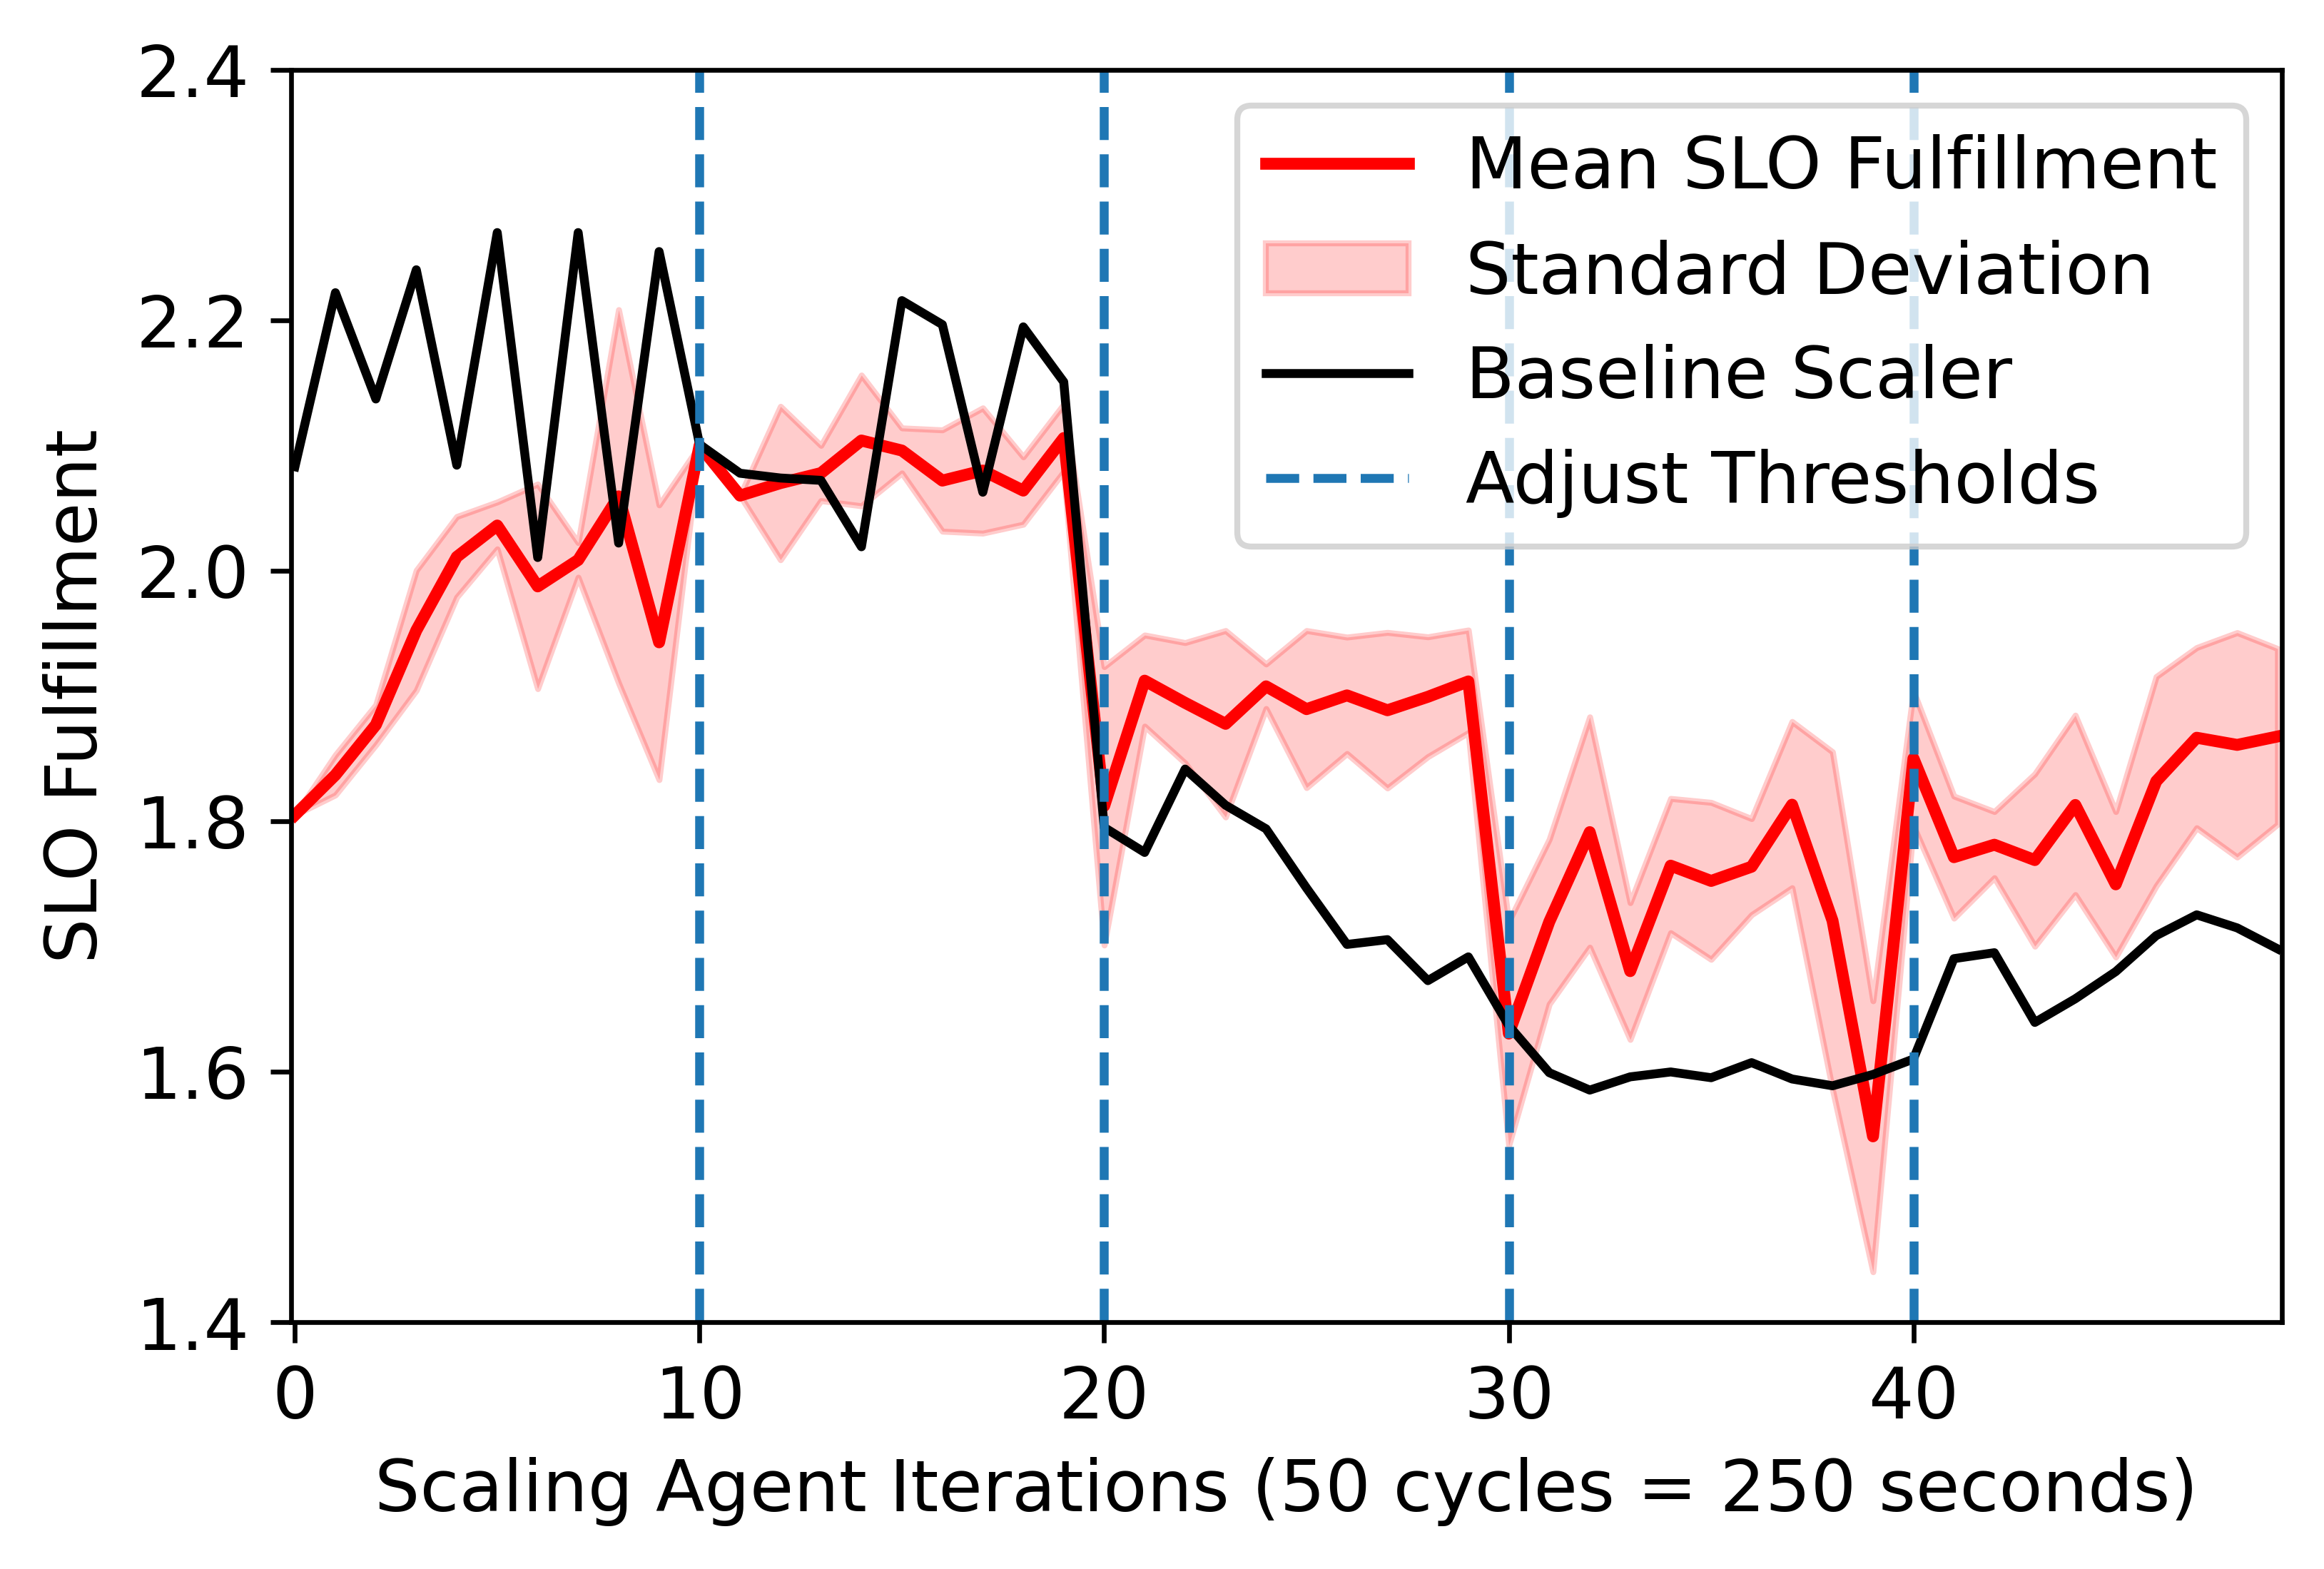 2.4
2.2
2.0
1.8
1.6
1.4
SLO Fulfillment
Mean SLO Fulfillment
Standard Deviation
Baseline Scaler
Adjust Thresholds
0 10 20 30 40
Scaling Agent Iterations (50 cycles = 250 seconds)